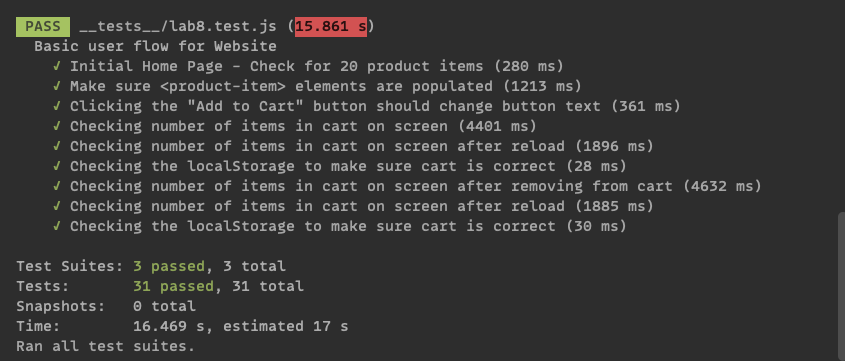 PASS __tests__/lab8.test.js (15.861 s)
Basic user flow for Website
✓ Initial Home Page - Check for 20 product items (280 ms)
✓ Make sure <product-item> elements are populated (1213 ms)
✓ Clicking the "Add to Cart" button should change button text (361 ms)
✓ Checking number of items in cart on screen (4401 ms)
✓ Checking number of items in cart on screen after reload (1896 ms)
✓ Checking the localStorage to make sure cart is correct (28 ms)
✓ Checking number of items in cart on screen after removing from cart (4632 ms)
✓ Checking number of items in cart on screen after reload (1885 ms)
✓ Checking the localStorage to make sure cart is correct (30 ms)
Test Suites: 3 passed, 3 total
Tests: 31 passed, 31 total
Snapshots: 0 total
Time: 16.469 s, estimated 17 s
Ran all test suites.